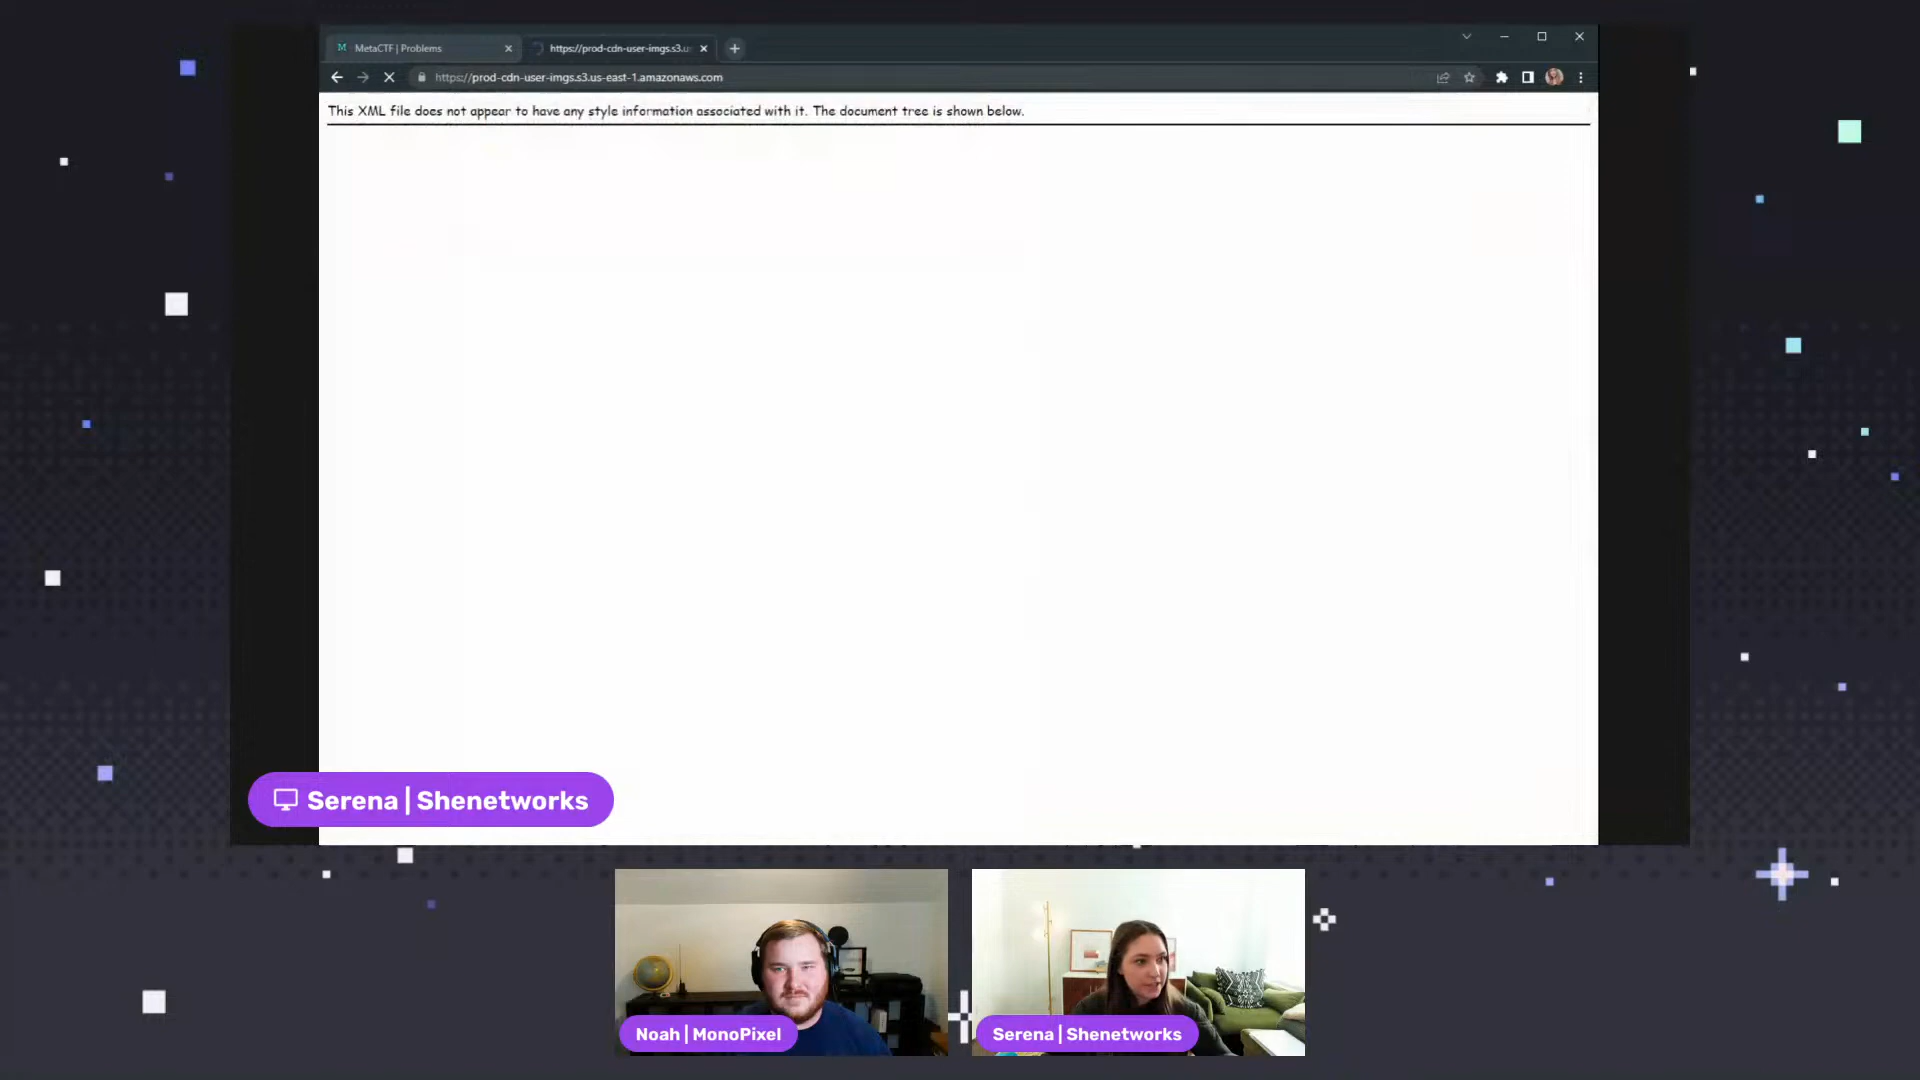 M MetaCTF | Problems
https://prod-cdn-user-imgs.s3.u
https://prod-cdn-user-imgs.s3.us-east-1.amazonaws.com
This XML file does not appear to have any style information associated with it. The document tree is shown below.
Serena | Shenetworks
Noah | MonoPixel
Serena | Shenetworks